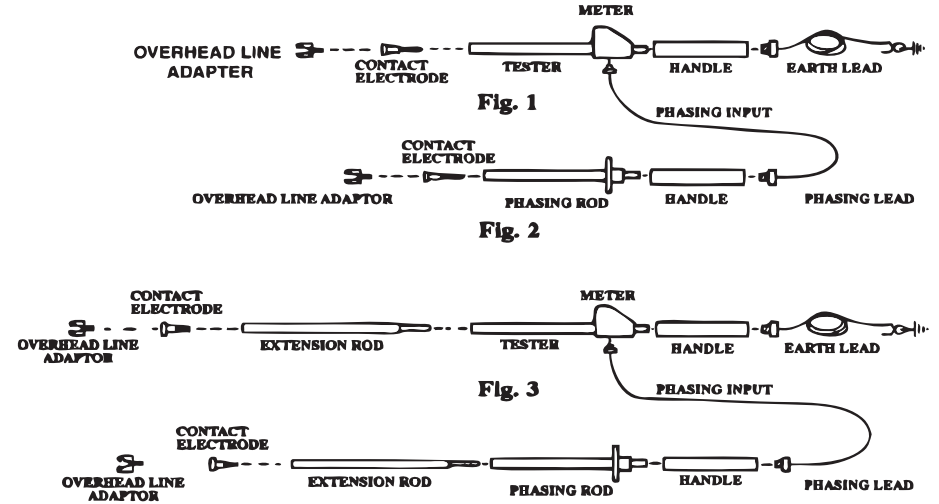 METER
OVERHEAD LINE
ADAPTER
CONTACT
ELECTRODE
TESTER
HANDLE
EARTH LEAD
Fig. 1
PHASING INPUT
CONTACT
ELECTRODE
OVERHEAD LINE ADAPTOR
PHASING ROD
HANDLE
PHASING LEAD
Fig. 2
CONTACT
ELECTRODE
METER
OVERHEAD LINE
ADAPTOR
EXTENSION ROD
TESTER
HANDLE
EARTH LEAD
Fig. 3
PHASING INPUT
CONTACT
ELECTRODE
OVERHEAD LINE
ADAPTOR
EXTENSION ROD
PHASING ROD
HANDLE
PHASING LEAD